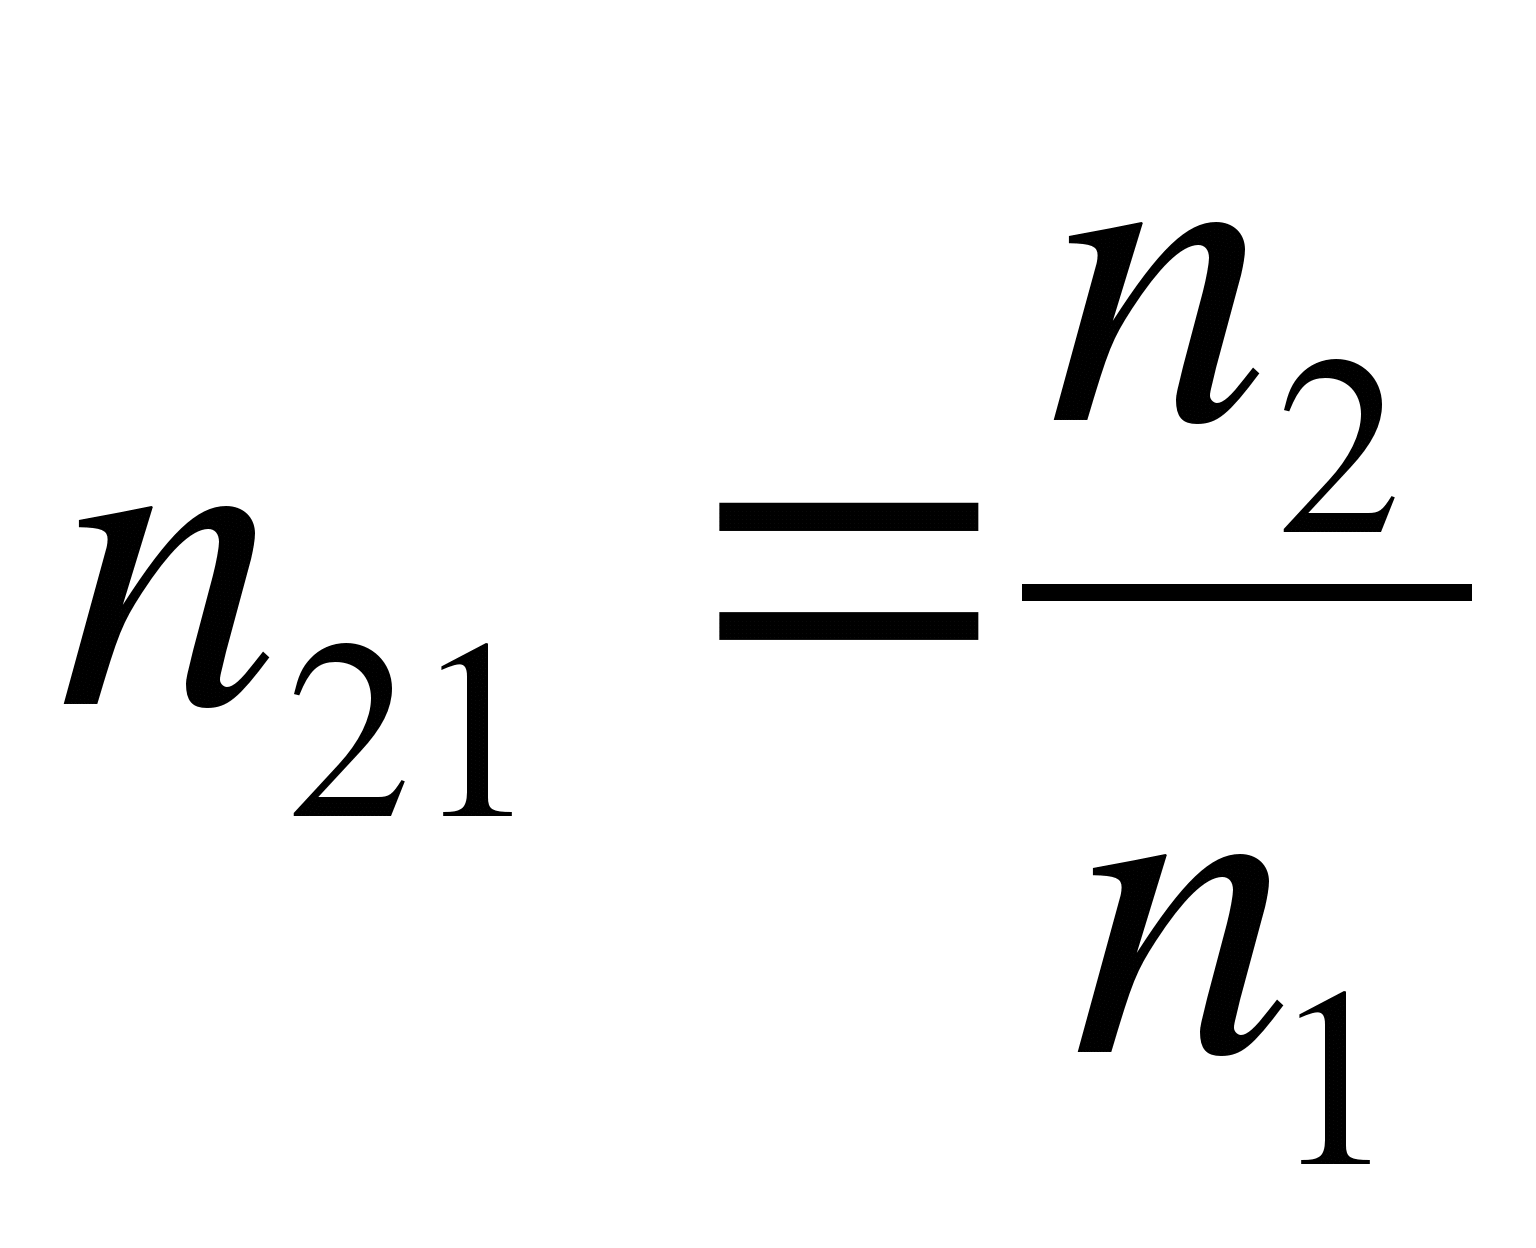 n₂₁ = n₂/n₁